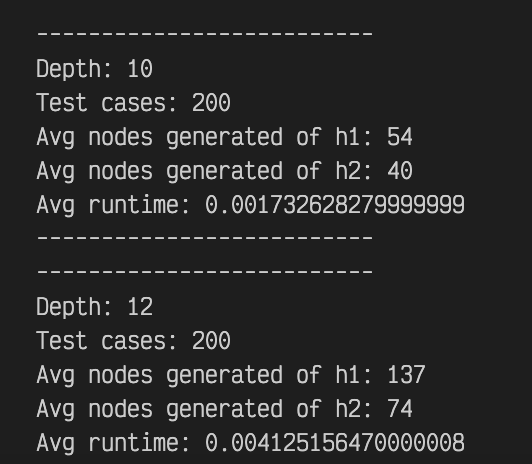 --------------------------
Depth: 10
Test cases: 200
Avg nodes generated of h1: 54
Avg nodes generated of h2: 40
Avg runtime: 0.001732628279999999
--------------------------
--------------------------
Depth: 12
Test cases: 200
Avg nodes generated of h1: 137
Avg nodes generated of h2: 74
Avg runtime: 0.004125156470000008